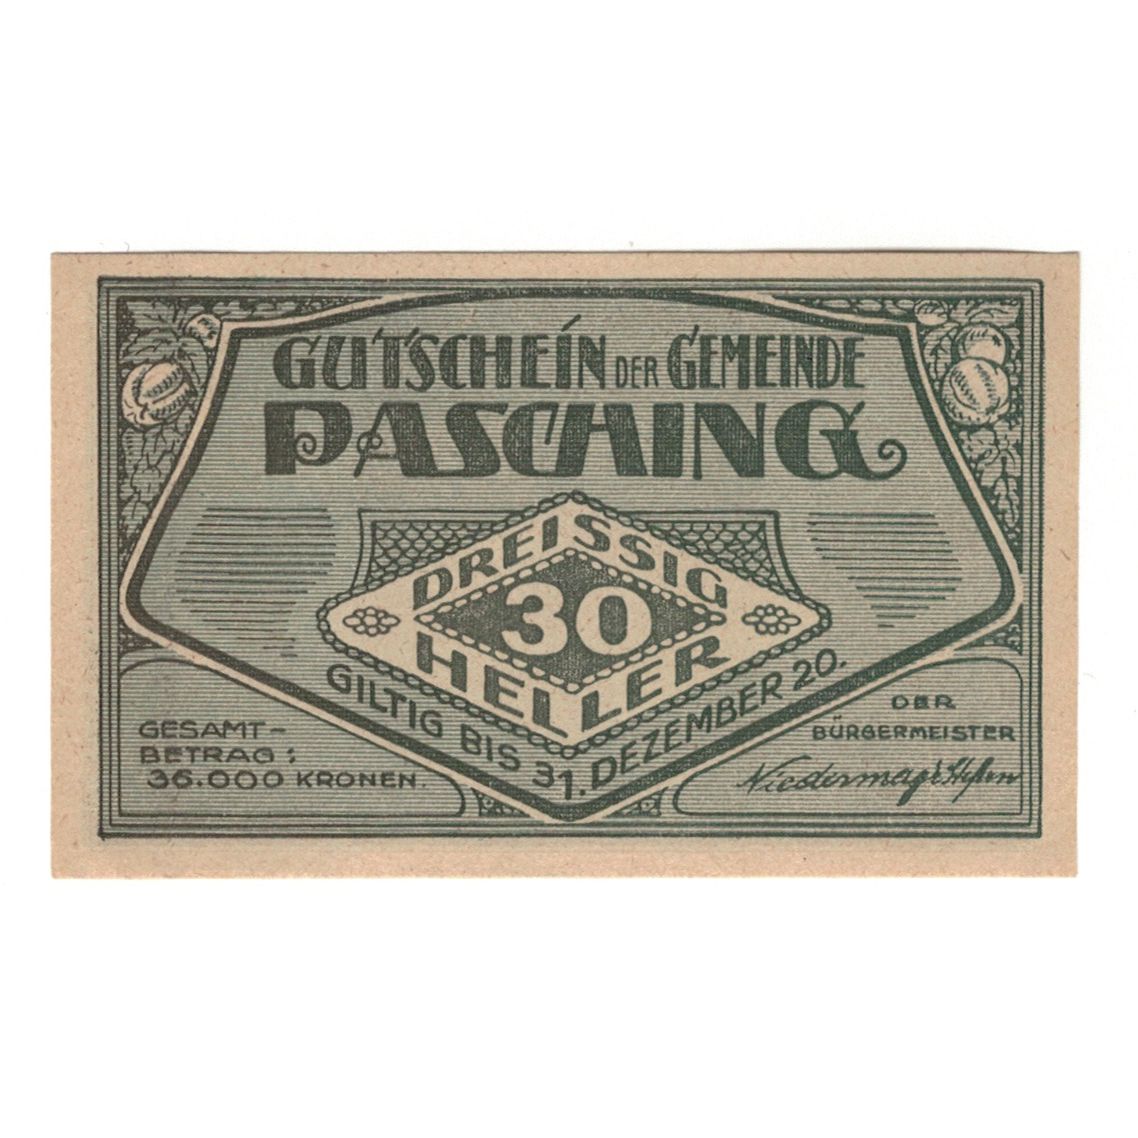 GUTSCHEIN DER GEMEINDE
PASCHING
DREISSIG
30
HELLER
GILTIG BIS 31. DEZEMBER 20.
GESAMT-
BETRAG:
36.000 KRONEN.
DER
BÜRGERMEISTER